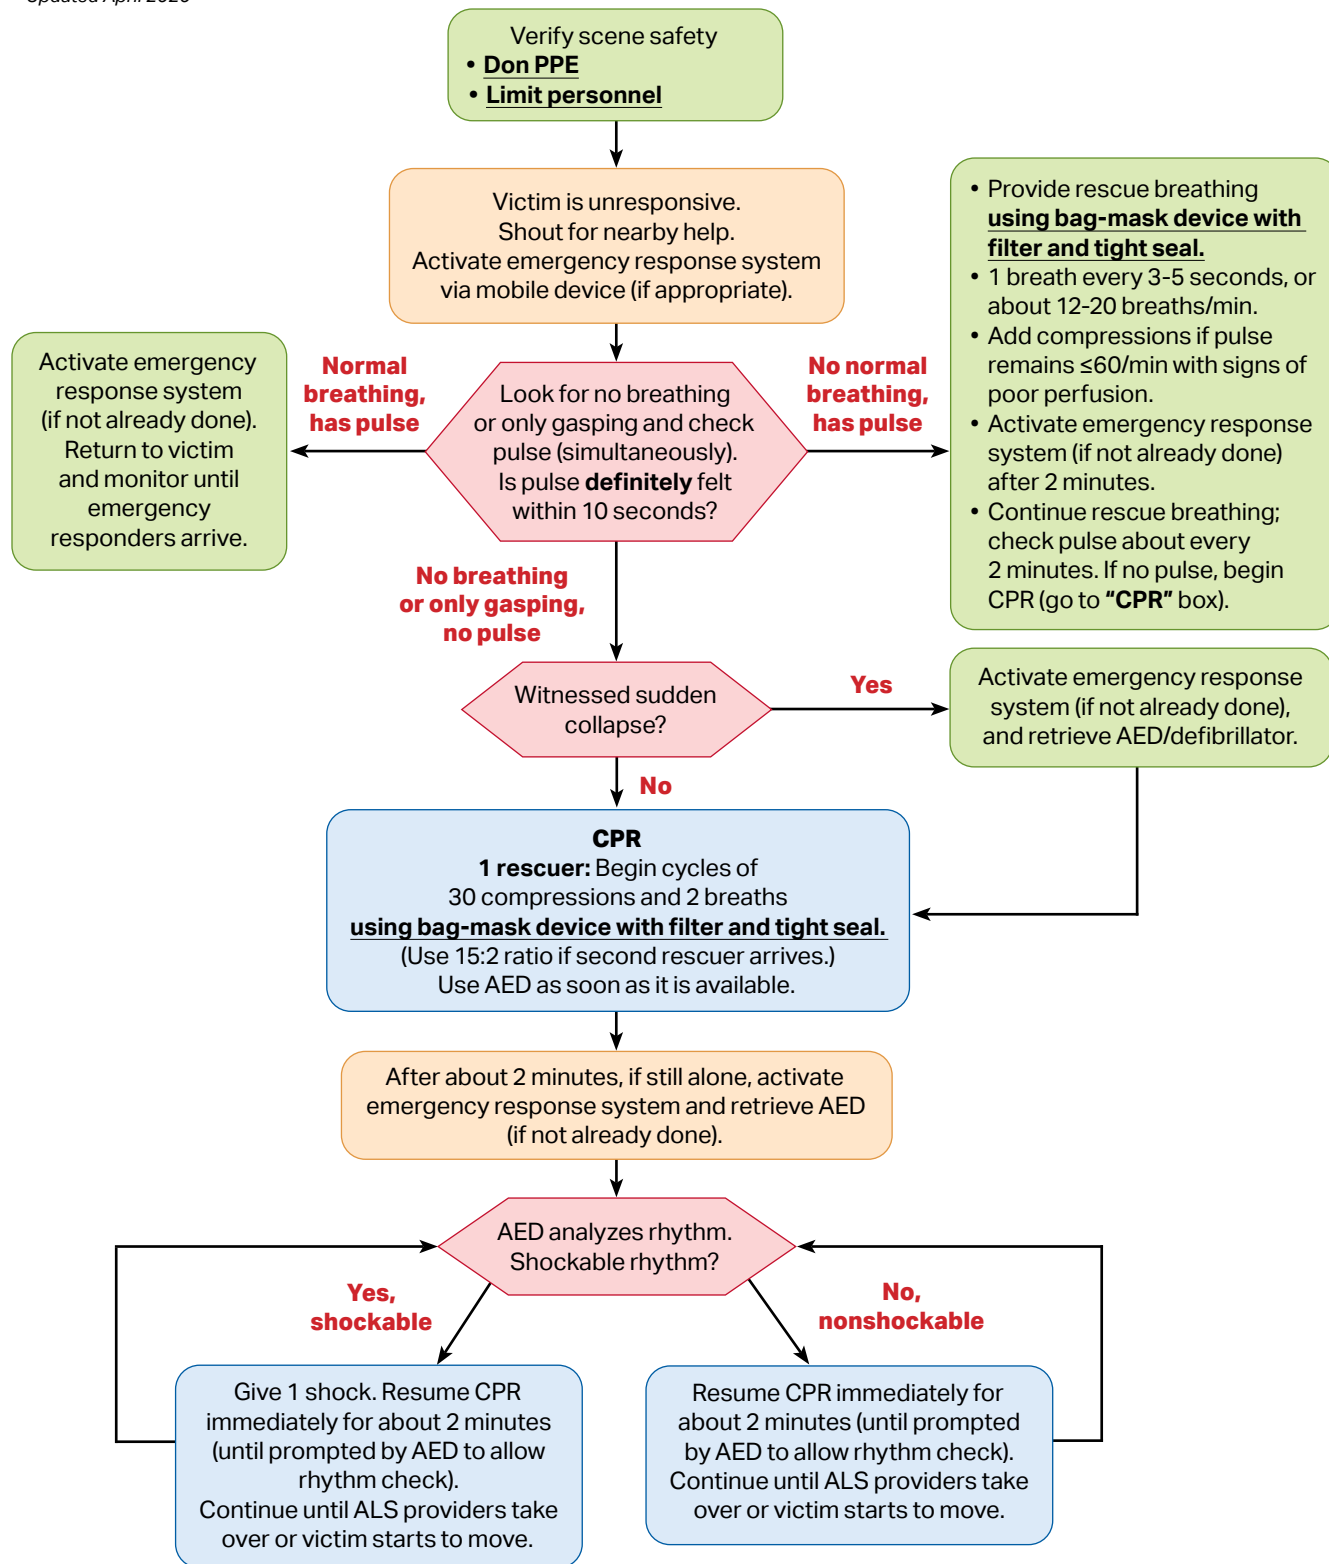 Updated April 2020
Verify scene safety
• Don PPE
• Limit personnel
Victim is unresponsive.
Shout for nearby help.
Activate emergency response system
via mobile device (if appropriate).
Activate emergency
response system
(if not already done).
Return to victim
and monitor until
emergency
responders arrive.
Normal
breathing,
has pulse
Look for no breathing
or only gasping and check
pulse (simultaneously).
Is pulse definitely felt
within 10 seconds?
No normal
breathing,
has pulse
• Provide rescue breathing
using bag-mask device with
filter and tight seal.
• 1 breath every 3-5 seconds, or
about 12-20 breaths/min.
• Add compressions if pulse
remains ≤60/min with signs of
poor perfusion.
• Activate emergency response
system (if not already done)
after 2 minutes.
• Continue rescue breathing;
check pulse about every
2 minutes. If no pulse, begin
CPR (go to "CPR" box).
No breathing
or only gasping,
no pulse
Witnessed sudden
collapse?
Yes
Activate emergency response
system (if not already done),
and retrieve AED/defibrillator.
No
CPR
1 rescuer: Begin cycles of
30 compressions and 2 breaths
using bag-mask device with filter and tight seal.
(Use 15:2 ratio if second rescuer arrives.)
Use AED as soon as it is available.
After about 2 minutes, if still alone, activate
emergency response system and retrieve AED
(if not already done).
AED analyzes rhythm.
Shockable rhythm?
Yes,
shockable
No,
nonshockable
Give 1 shock. Resume CPR
immediately for about 2 minutes
(until prompted by AED to allow
rhythm check).
Continue until ALS providers take
over or victim starts to move.
Resume CPR immediately for
about 2 minutes (until prompted
by AED to allow rhythm check).
Continue until ALS providers take
over or victim starts to move.